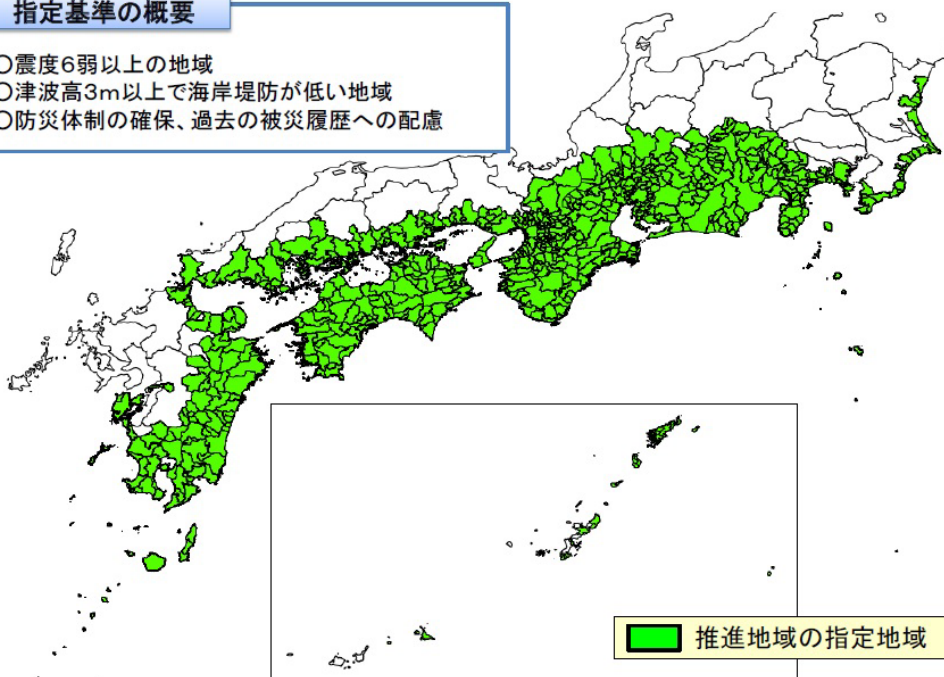 指定基準の概要
○震度6弱以上の地域
○津波高3m以上で海岸堤防が低い地域
○防災体制の確保、過去の被災履歴への配慮
推進地域の指定地域